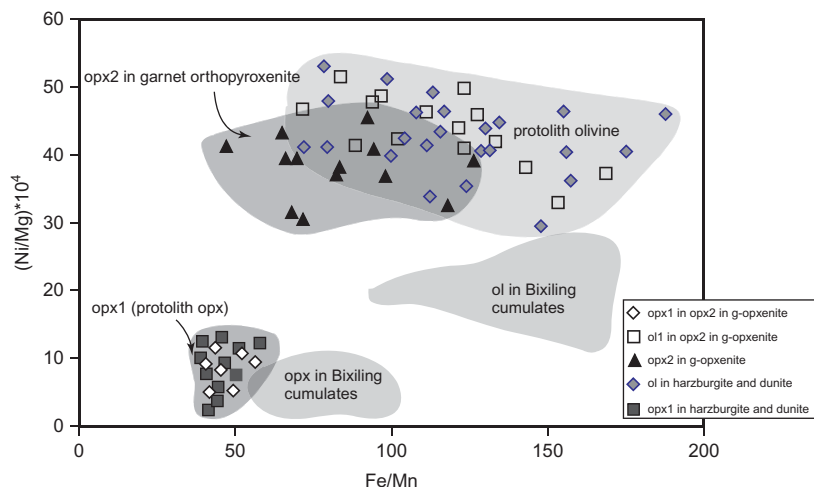 60
50
40
30
20
10
0
(Ni/Mg)*10⁴
opx2 in garnet orthopyroxenite
protolith olivine
ol in Bixiling
cumulates
opx1 (protolith opx)
opx in Bixiling
cumulates
opx1 in opx2 in g-opxenite
ol1 in opx2 in g-opxenite
opx2 in g-opxenite
ol in harzburgite and dunite
opx1 in harzburgite and dunite
0 50 100 150 200
Fe/Mn